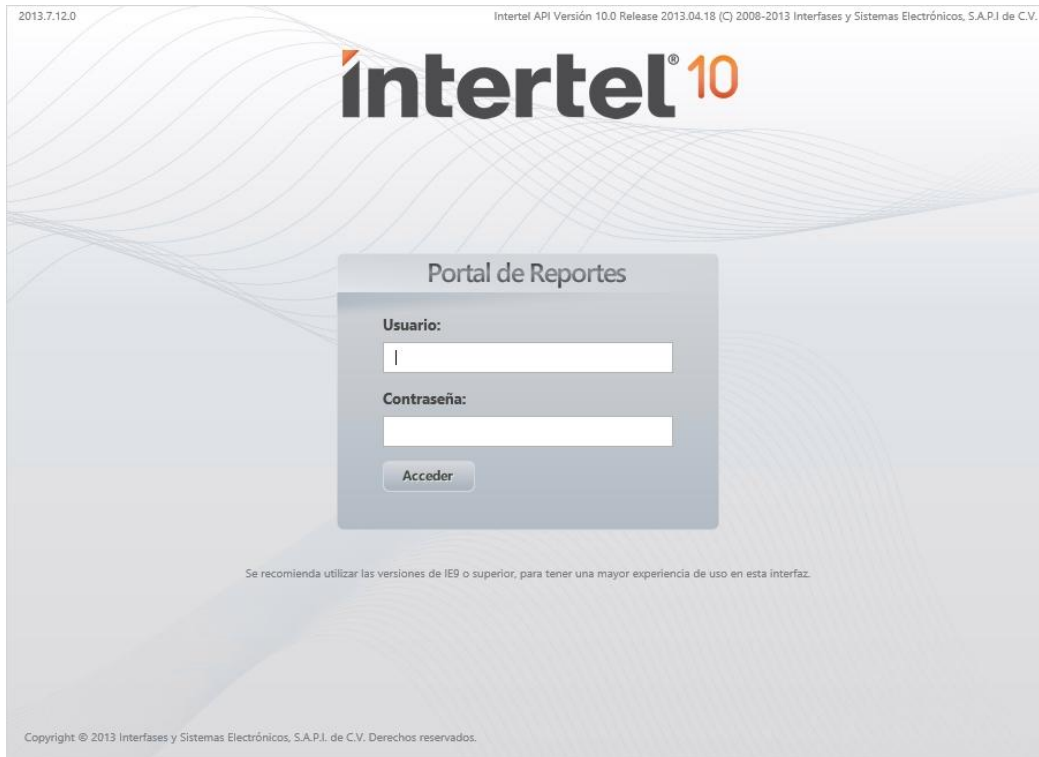 2013.7.12.0
Intertel API Versión 10.0 Release 2013.04.18 (C) 2008-2013 Interfases y Sistemas Electrónicos, S.A.P.I de C.V.
intertel® 10
Portal de Reportes
Usuario:
Contraseña:
Acceder
Se recomienda utilizar las versiones de IE9 o superior, para tener una mayor experiencia de uso en esta interfaz.
Copyright © 2013 Interfases y Sistemas Electrónicos, S.A.P.I. de C.V. Derechos reservados.